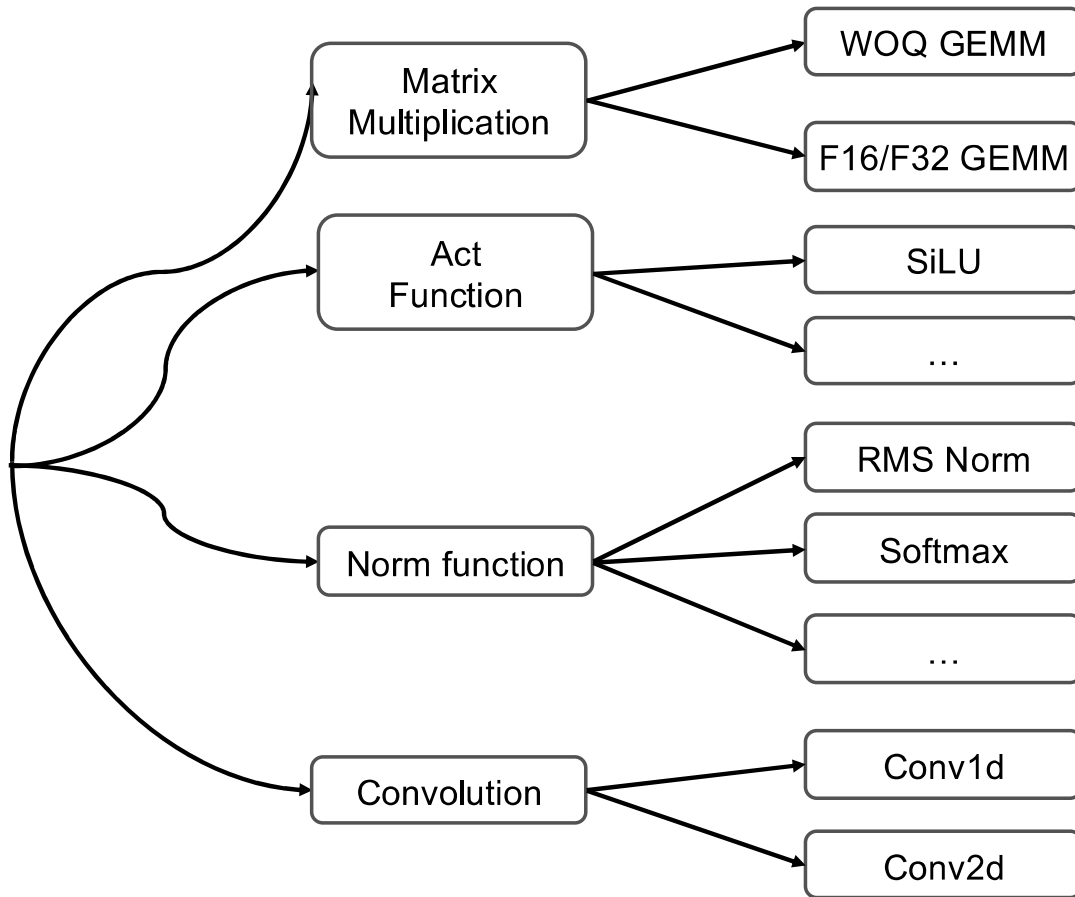 Matrix
Multiplication
WOQ GEMM
F16/F32 GEMM
Act
Function
SiLU
...
Norm function
RMS Norm
Softmax
...
Convolution
Conv1d
Conv2d